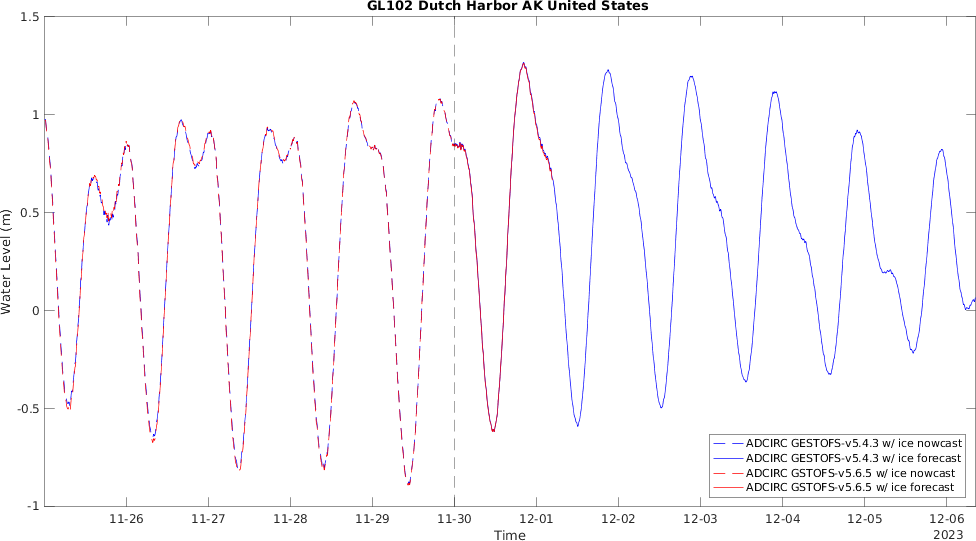 GL102 Dutch Harbor AK United States
1.5
1
0.5
0
-0.5
-1
Water Level (m)
11-26 11-27 11-28 11-29 11-30 12-01 12-02 12-03 12-04 12-05 12-06
2023
Time
ADCIRC GESTOFS-v5.4.3 w/ ice nowcast
ADCIRC GESTOFS-v5.4.3 w/ ice forecast
ADCIRC GSTOFS-v5.6.5 w/ ice nowcast
ADCIRC GSTOFS-v5.6.5 w/ ice forecast